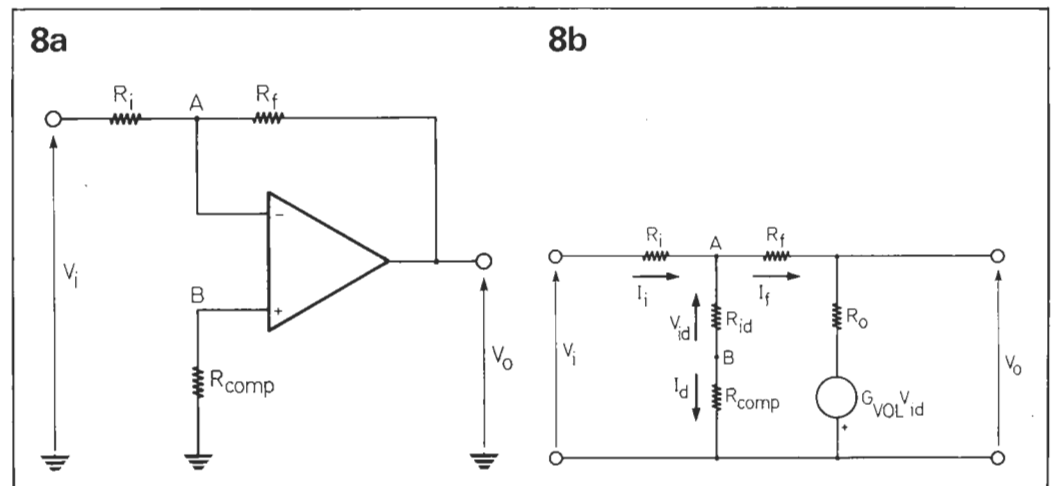 8a
8b
Ri
A
Rf
−
Vi
B
+
Rcomp
Vo
Ri
A
Rf
Ii
If
Vid
Rid
Ro
B
Vi
Id
Rcomp
GVOLVid
+
Vo